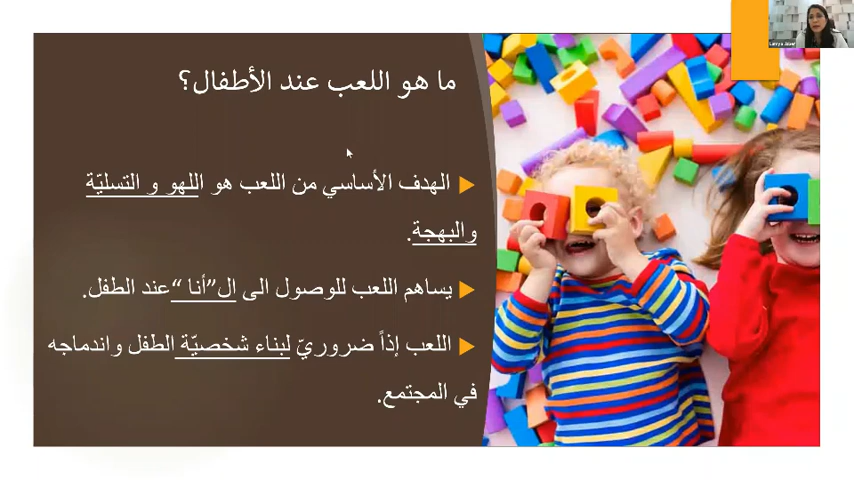 ما هو اللعب عند الأطفال؟
الهدف الأساسي من اللعب هو اللهو و التسليّة
والبهجة.
يساهم اللعب للوصول الى ال"أنا "عند الطفل.
اللعب إذاً ضروريّ لبناء شخصيّة الطفل واندماجه
في المجتمع.